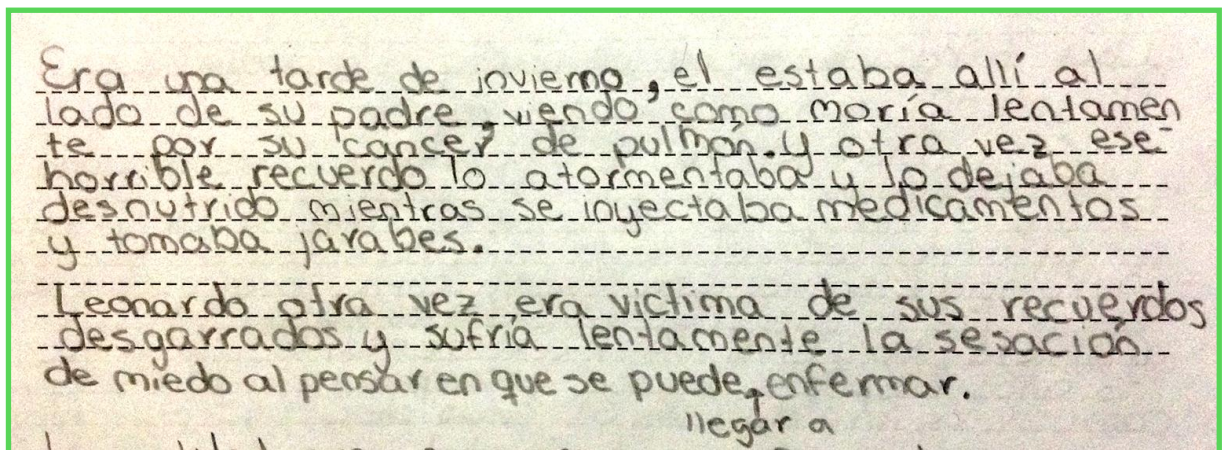 Era una tarde de invierno, el estaba allí al
lado de su padre, viendo como moría lentamen
te por su cancer de pulmón. y otra vez ese
horrible recuerdo lo atormentaba y lo dejaba
desnutrido mientras se inyectaba medicamentos
y tomaba jarabes.
Leonardo otra vez era victima de sus recuerdos
desgarrados y sufría lentamente la sesación
de miedo al pensar en que se puede enfermar.
llegar a